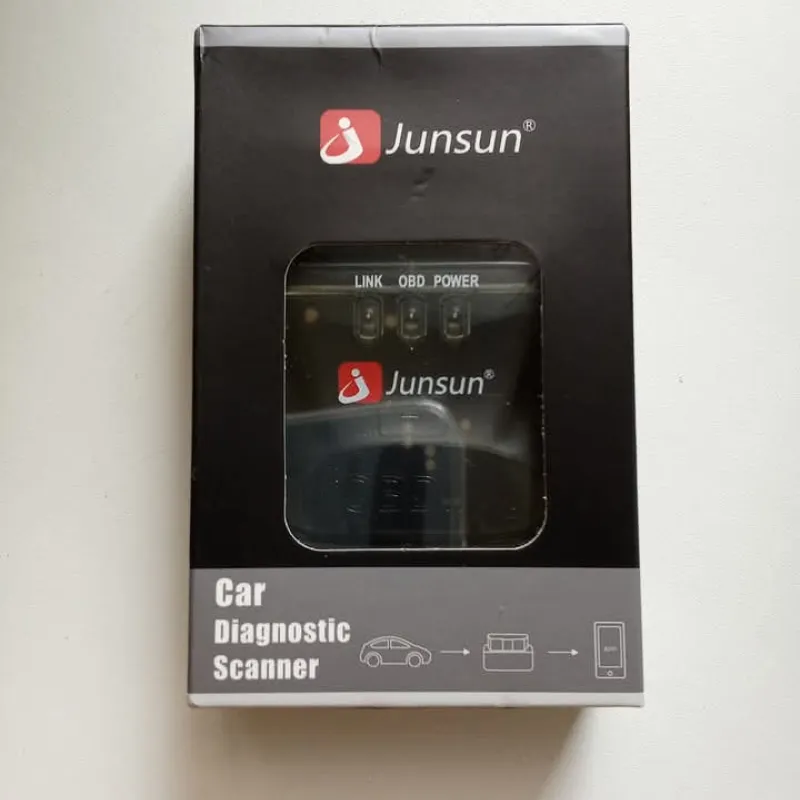 Junsun®
LINK OBD POWER
Junsun®
Car
Diagnostic
Scanner